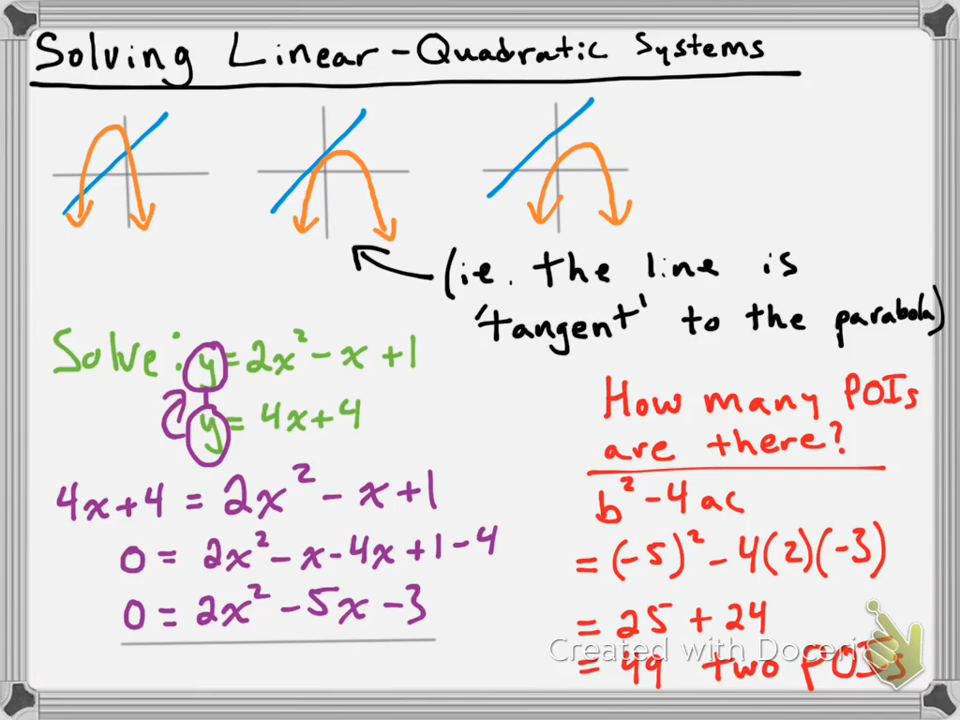 Solving Linear-Quadratic Systems
(ie. the line is
'tangent' to the parabola)
Solve: y = 2x² - x + 1
y = 4x + 4
4x + 4 = 2x² - x + 1
0 = 2x² - x - 4x + 1 - 4
0 = 2x² - 5x - 3
How many POIs
are there?
b² - 4ac
= (-5)² - 4(2)(-3)
= 25 + 24
= 49 two POIs
Created with Doceri